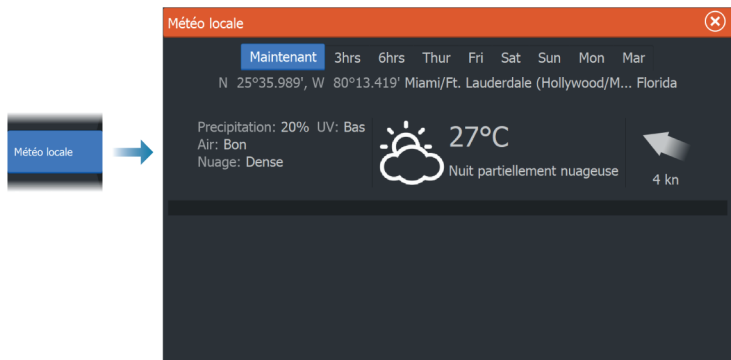 Météo locale
Météo locale
Maintenant 3hrs 6hrs Thur Fri Sat Sun Mon Mar
N 25°35.989', W 80°13.419' Miami/Ft. Lauderdale (Hollywood/M... Florida
Precipitation: 20% UV: Bas
Air: Bon
Nuage: Dense
27°C
Nuit partiellement nuageuse
4 kn